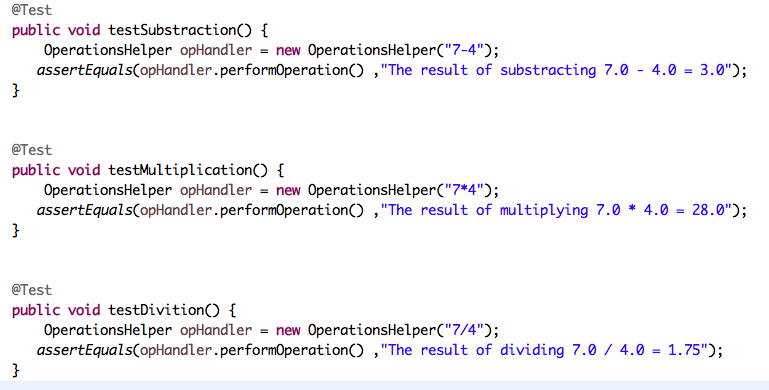 @Test
public void testSubstraction() {
    OperationsHelper opHandler = new OperationsHelper("7-4");
   assertEquals(opHandler.performOperation() ,"The result of substracting 7.0 - 4.0 = 3.0");
}
@Test
public void testMultiplication() {
    OperationsHelper opHandler = new OperationsHelper("7*4");
   assertEquals(opHandler.performOperation() ,"The result of multiplying 7.0 * 4.0 = 28.0");
}
@Test
public void testDivition() {
    OperationsHelper opHandler = new OperationsHelper("7/4");
   assertEquals(opHandler.performOperation() ,"The result of dividing 7.0 / 4.0 = 1.75");
}